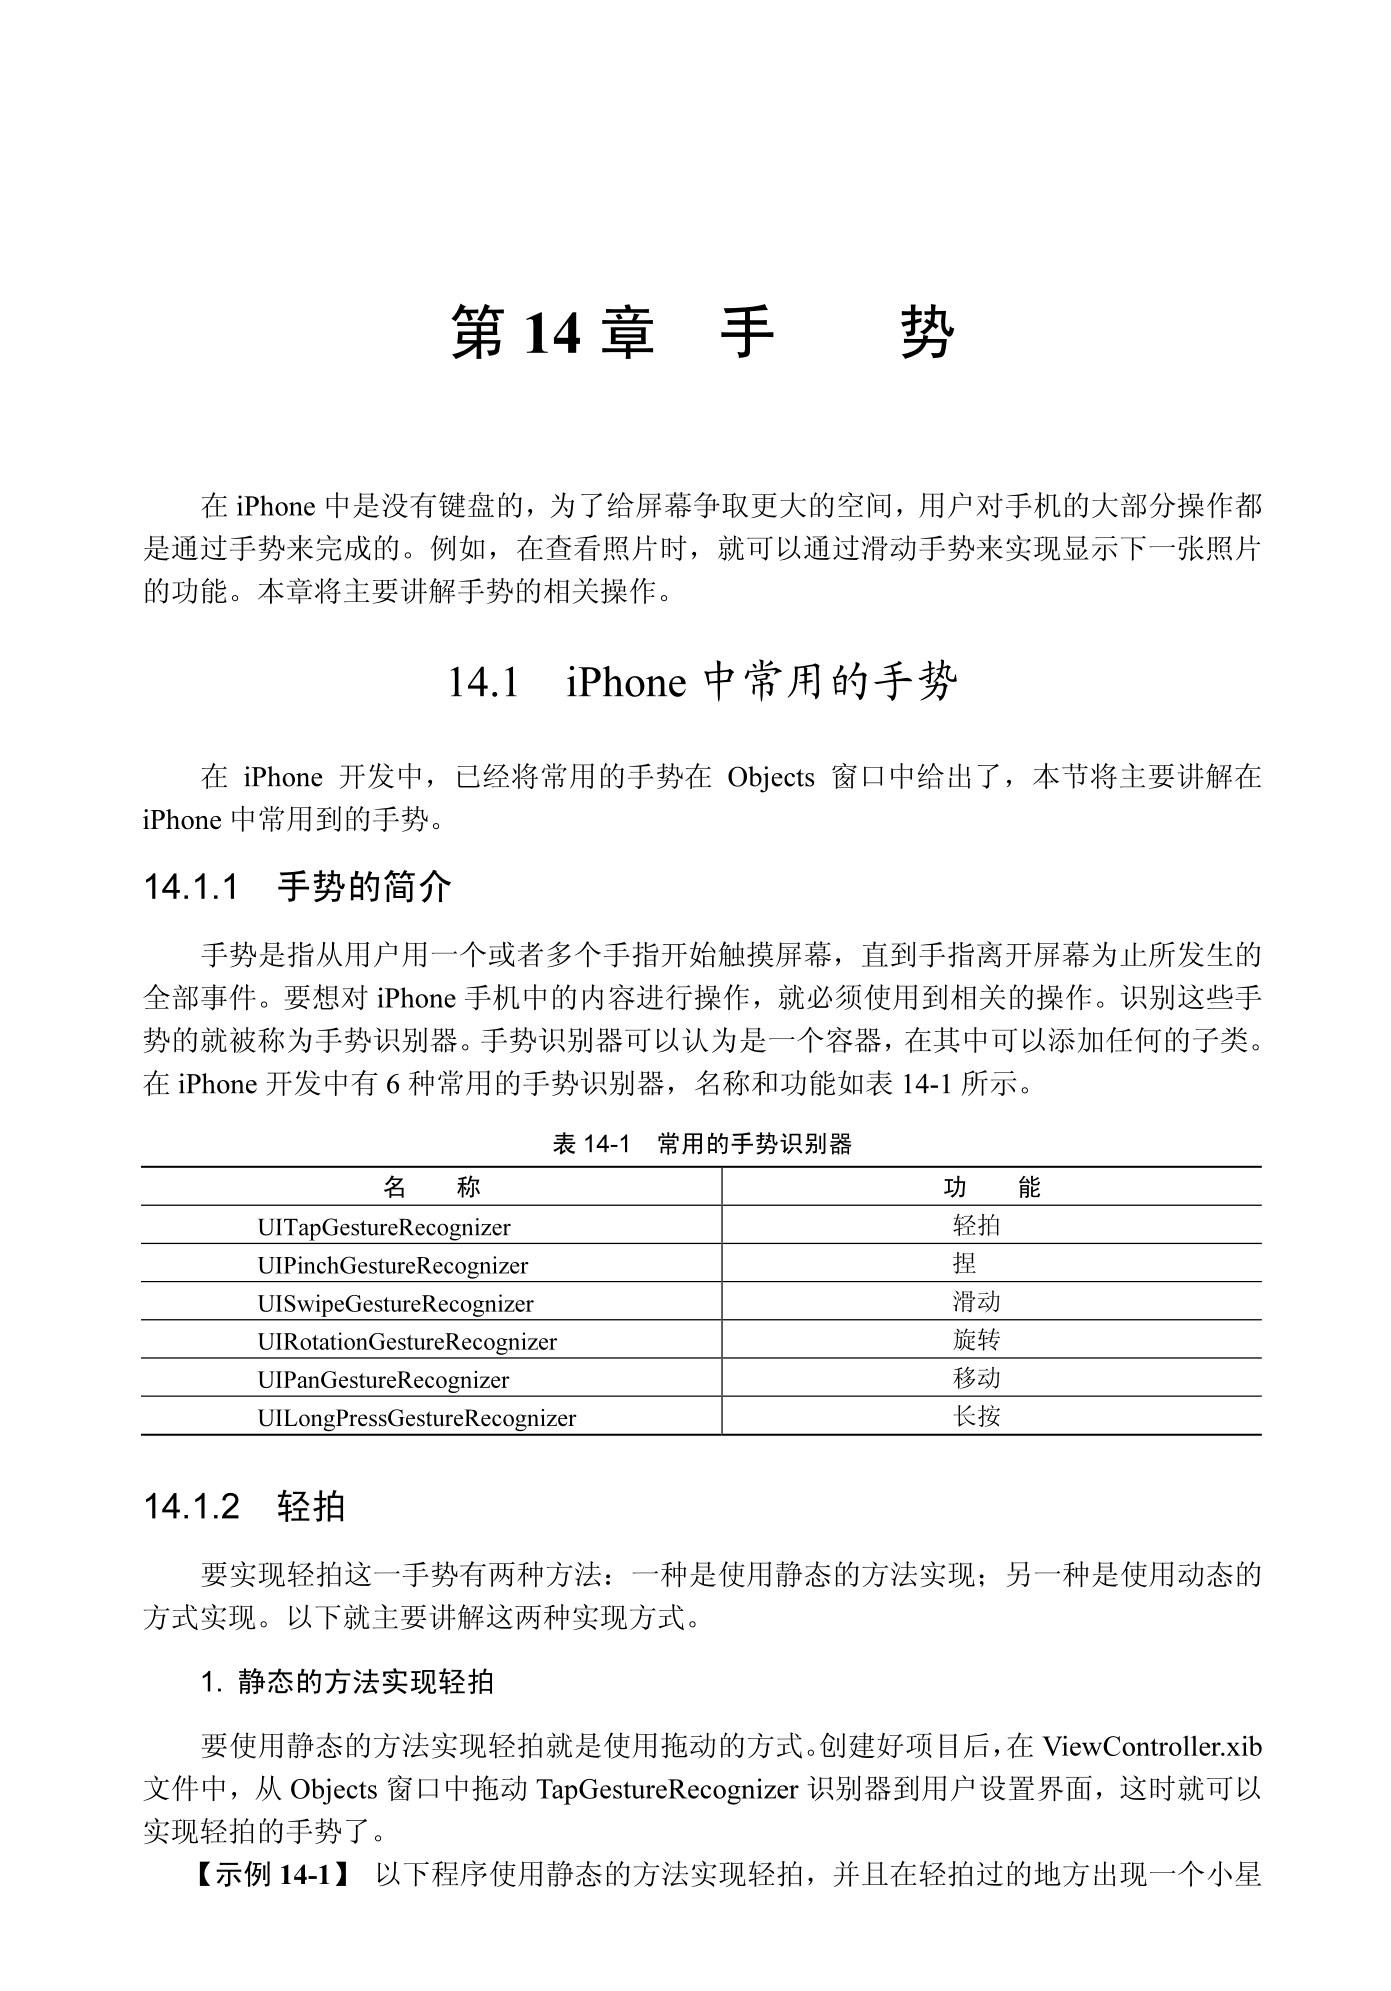 第 14 章　手　　势
在 iPhone 中是没有键盘的，为了给屏幕争取更大的空间，用户对手机的大部分操作都
是通过手势来完成的。例如，在查看照片时，就可以通过滑动手势来实现显示下一张照片
的功能。本章将主要讲解手势的相关操作。
14.1　iPhone 中常用的手势
在 iPhone 开发中，已经将常用的手势在 Objects 窗口中给出了，本节将主要讲解在
iPhone 中常用到的手势。
14.1.1　手势的简介
手势是指从用户用一个或者多个手指开始触摸屏幕，直到手指离开屏幕为止所发生的
全部事件。要想对 iPhone 手机中的内容进行操作，就必须使用到相关的操作。识别这些手
势的就被称为手势识别器。手势识别器可以认为是一个容器，在其中可以添加任何的子类。
在 iPhone 开发中有 6 种常用的手势识别器，名称和功能如表 14-1 所示。
表 14-1　常用的手势识别器
名　　称　　功　　能
UITapGestureRecognizer　轻拍
UIPinchGestureRecognizer　捏
UISwipeGestureRecognizer　滑动
UIRotationGestureRecognizer　旋转
UIPanGestureRecognizer　移动
UILongPressGestureRecognizer　长按
14.1.2　轻拍
要实现轻拍这一手势有两种方法：一种是使用静态的方法实现；另一种是使用动态的
方式实现。以下就主要讲解这两种实现方式。
1. 静态的方法实现轻拍
要使用静态的方法实现轻拍就是使用拖动的方式。创建好项目后，在 ViewController.xib
文件中，从 Objects 窗口中拖动 TapGestureRecognizer 识别器到用户设置界面，这时就可以
实现轻拍的手势了。
【示例 14-1】 以下程序使用静态的方法实现轻拍，并且在轻拍过的地方出现一个小星